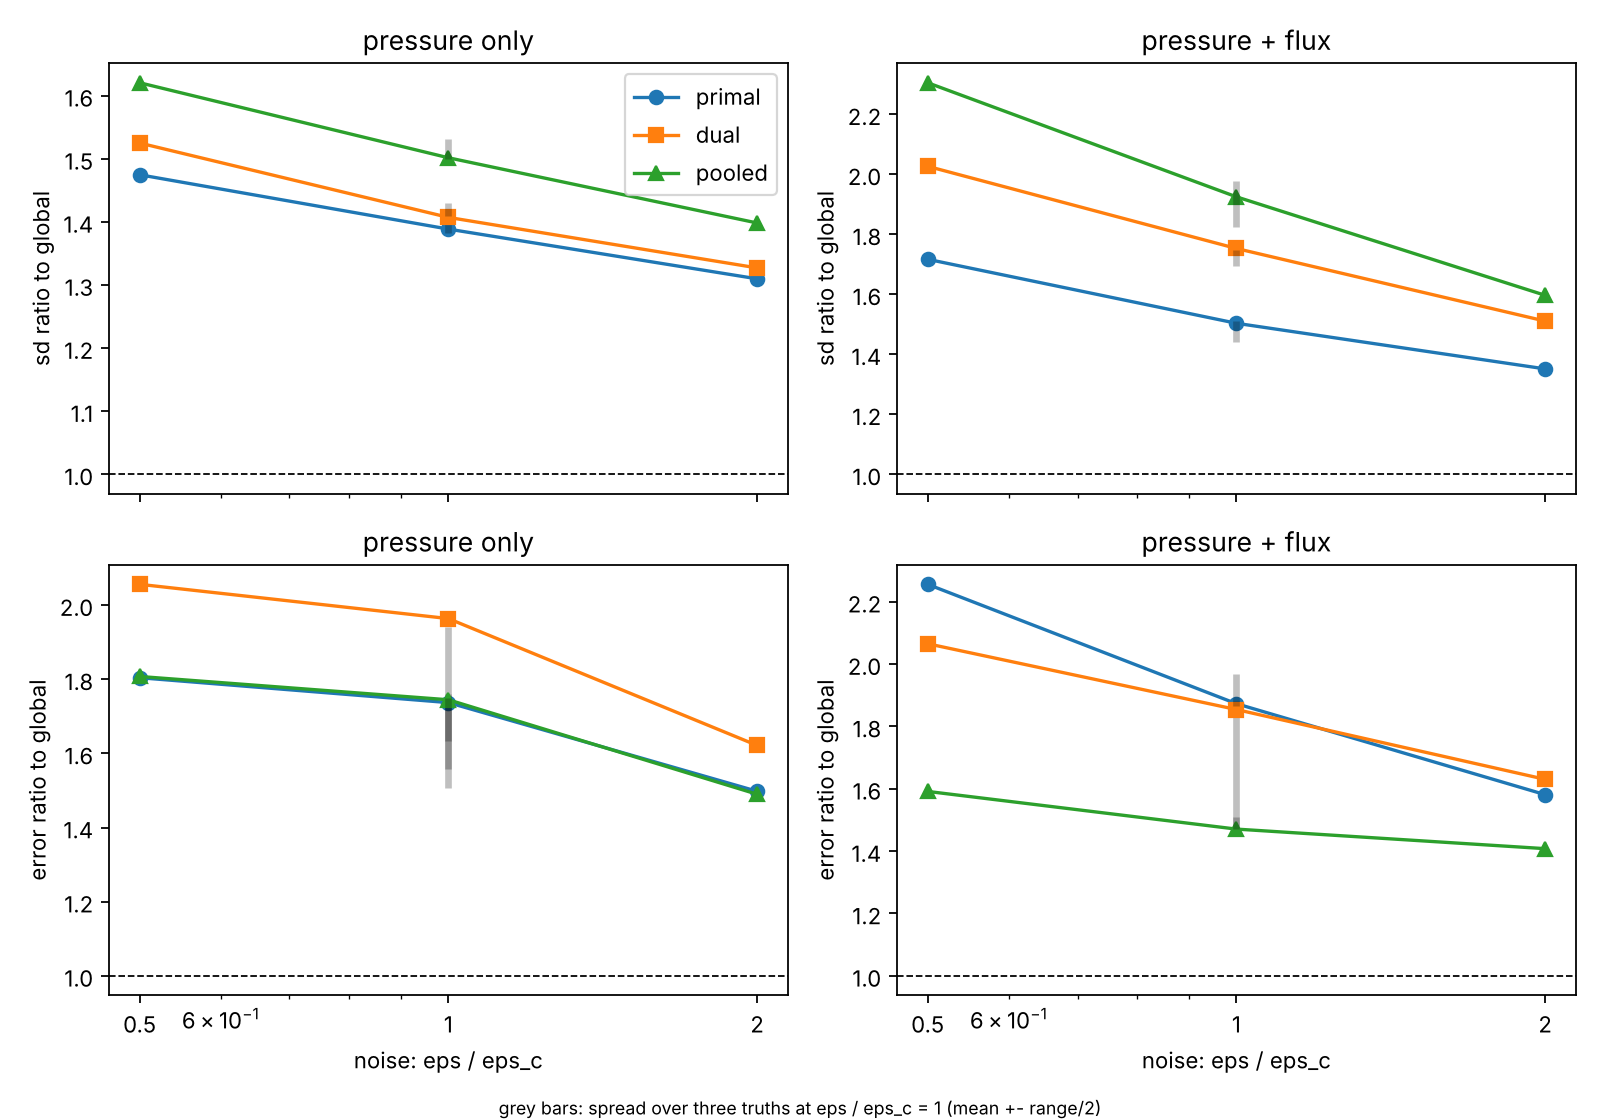 pressure only
pressure + flux
sd ratio to global
1.6
1.5
1.4
1.3
1.2
1.1
1.0
primal
dual
pooled
sd ratio to global
2.2
2.0
1.8
1.6
1.4
1.2
1.0
pressure only
pressure + flux
error ratio to global
2.0
1.8
1.6
1.4
1.2
1.0
0.5
6 × 10⁻¹
1
2
noise: eps / eps_c
error ratio to global
2.2
2.0
1.8
1.6
1.4
1.2
1.0
0.5
6 × 10⁻¹
1
2
noise: eps / eps_c
grey bars: spread over three truths at eps / eps_c = 1 (mean +- range/2)